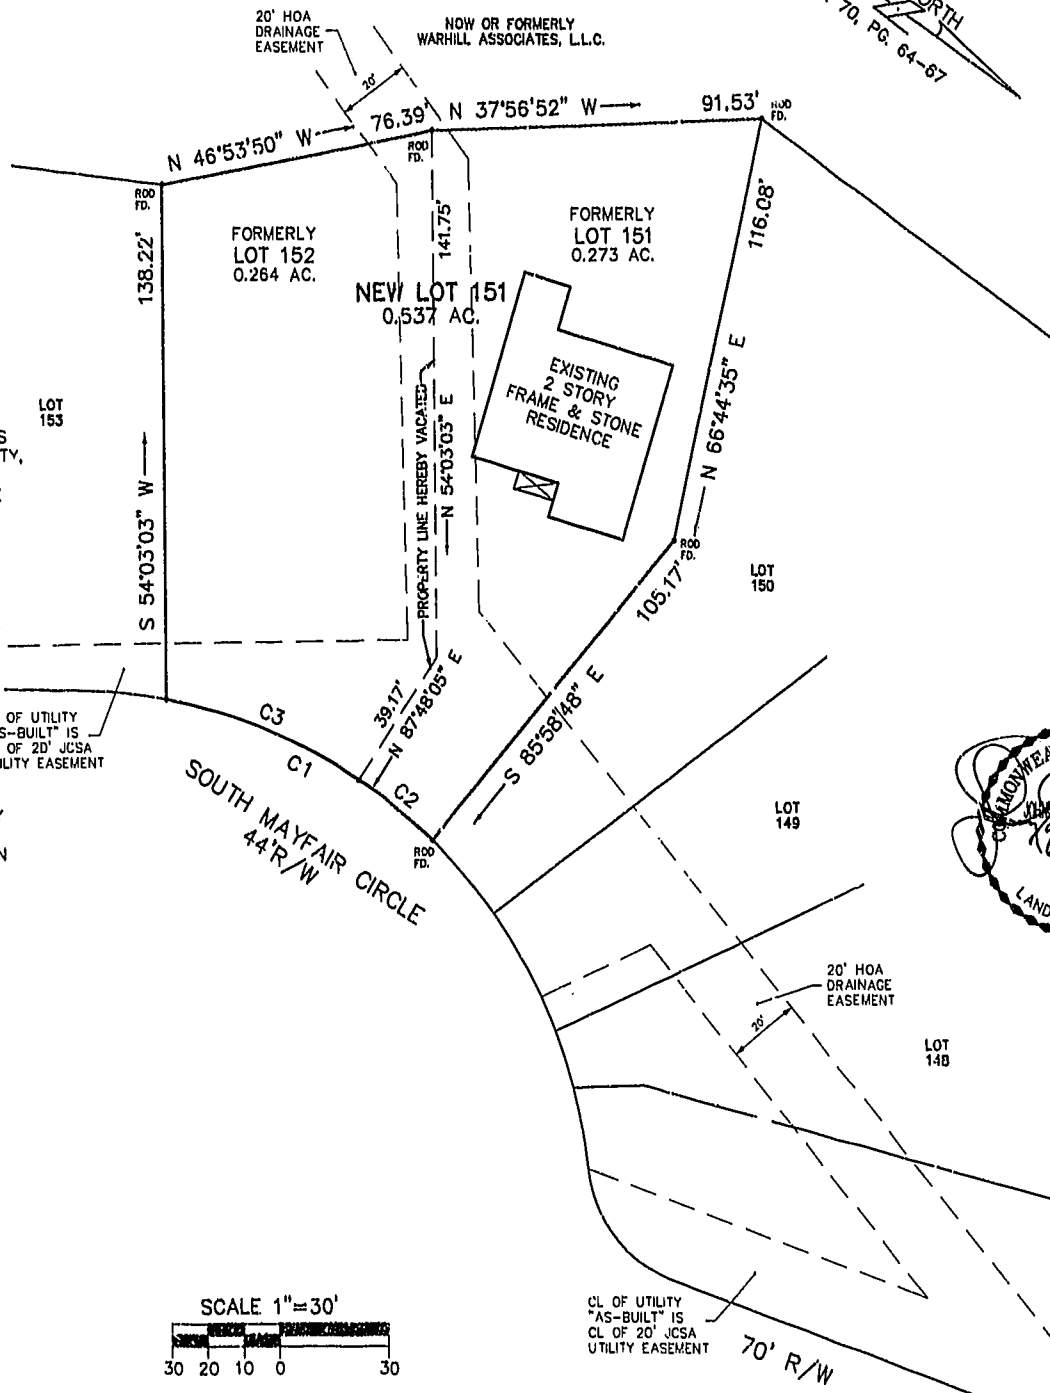 20' HOA
DRAINAGE
EASEMENT
NOW OR FORMERLY
WARHILL ASSOCIATES, L.L.C.
70, PG. 64-67
20'
N 46°53'50" W
76.39'
N 37°56'52" W
91.53'
ROD
FD.
ROD
FD.
ROD
FD.
138.22'
FORMERLY
LOT 152
0.264 AC.
141.75'
FORMERLY
LOT 151
0.273 AC.
116.08'
NEW LOT 151
0.537 AC.
EXISTING
2 STORY
FRAME & STONE
RESIDENCE
N 66°44'35" E
LOT
153
TY,
S 54°03'03" W
PROPERTY LINE HEREBY VACATED
N 54°03'03" E
ROD
FD.
105.17'
LOT
150
39.17'
N 87°48'05" E
S 85°58'48" E
OF UTILITY
S-BUILT" IS
OF 20' JCSA
ILITY EASEMENT
C3
C1
C2
SOUTH MAYFAIR CIRCLE
44'R/W
ROD
FD.
N
LOT
149
COMMONWEA
LAND
20' HOA
DRAINAGE
EASEMENT
20'
LOT
148
CL OF UTILITY
"AS-BUILT" IS
CL OF 20' JCSA
UTILITY EASEMENT
70' R/W
SCALE 1"=30'
30 20 10 0 30